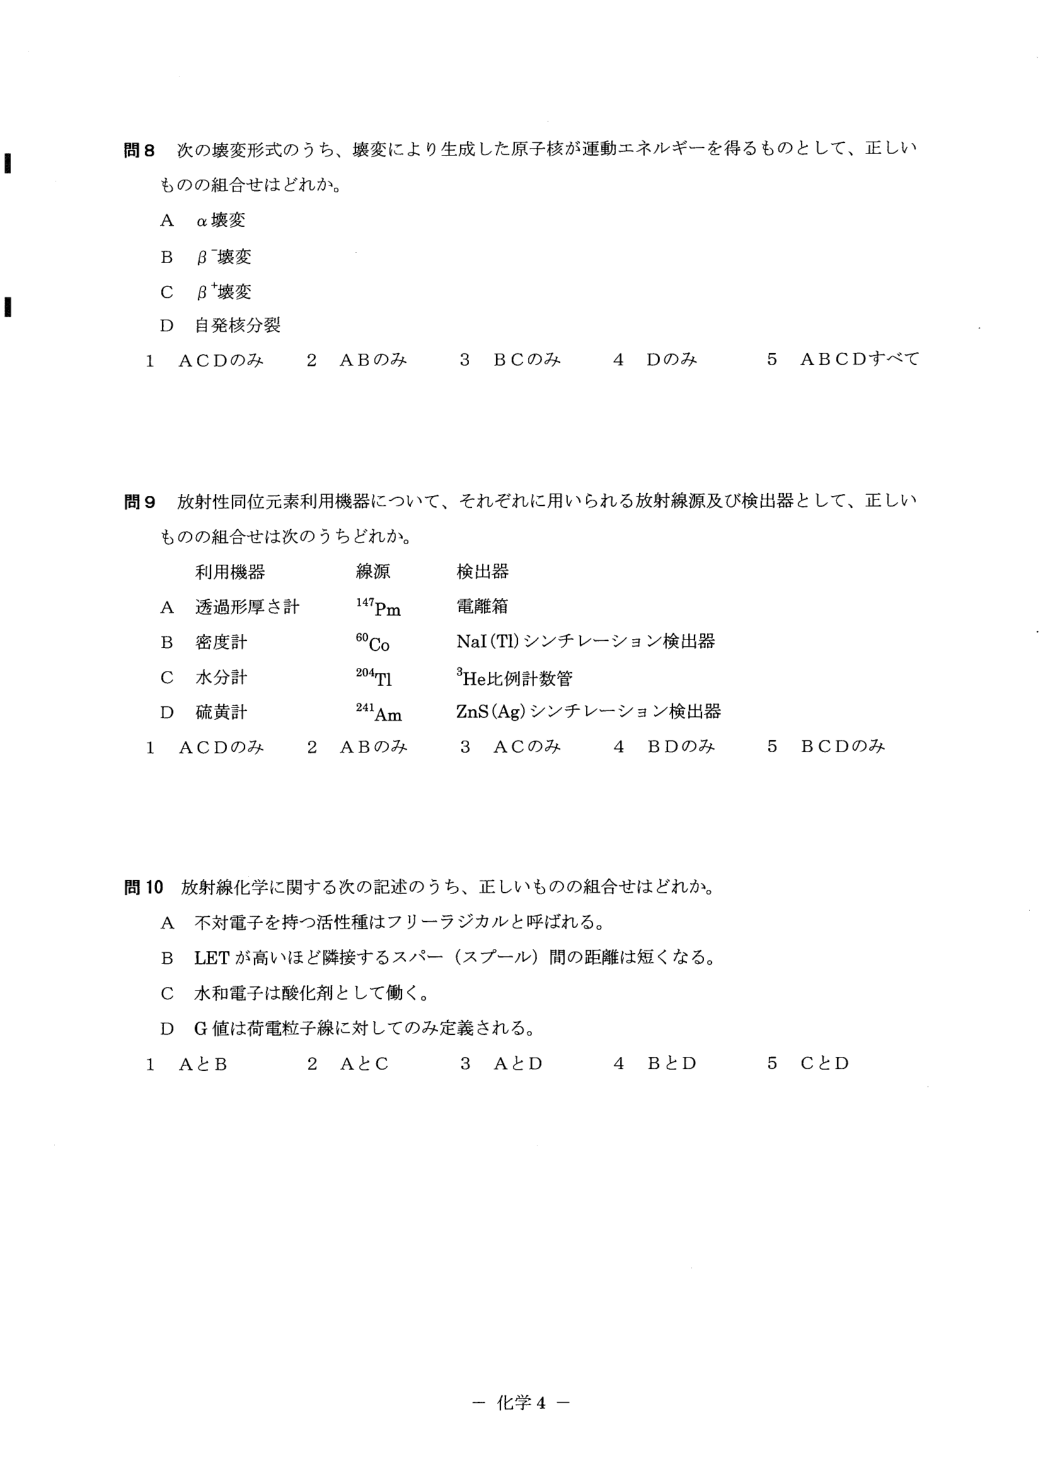 問8　次の壊変形式のうち、壊変により生成した原子核が運動エネルギーを得るものとして、正しい
ものの組合せはどれか。
A　α壊変
B　β⁻壊変
C　β⁺壊変
D　自発核分裂
1　ACDのみ　2　ABのみ　3　BCのみ　4　Dのみ　5　ABCDすべて
問9　放射性同位元素利用機器について、それぞれに用いられる放射線源及び検出器として、正しい
ものの組合せは次のうちどれか。
利用機器　線源　検出器
A　透過形厚さ計　¹⁴⁷Pm　電離箱
B　密度計　⁶⁰Co　NaI(Tl)シンチレーション検出器
C　水分計　²⁰⁴Tl　³He比例計数管
D　硫黄計　²⁴¹Am　ZnS(Ag)シンチレーション検出器
1　ACDのみ　2　ABのみ　3　ACのみ　4　BDのみ　5　BCDのみ
問10　放射線化学に関する次の記述のうち、正しいものの組合せはどれか。
A　不対電子を持つ活性種はフリーラジカルと呼ばれる。
B　LETが高いほど隣接するスパー（スプール）間の距離は短くなる。
C　水和電子は酸化剤として働く。
D　G値は荷電粒子線に対してのみ定義される。
1　AとB　2　AとC　3　AとD　4　BとD　5　CとD
－ 化学4 －